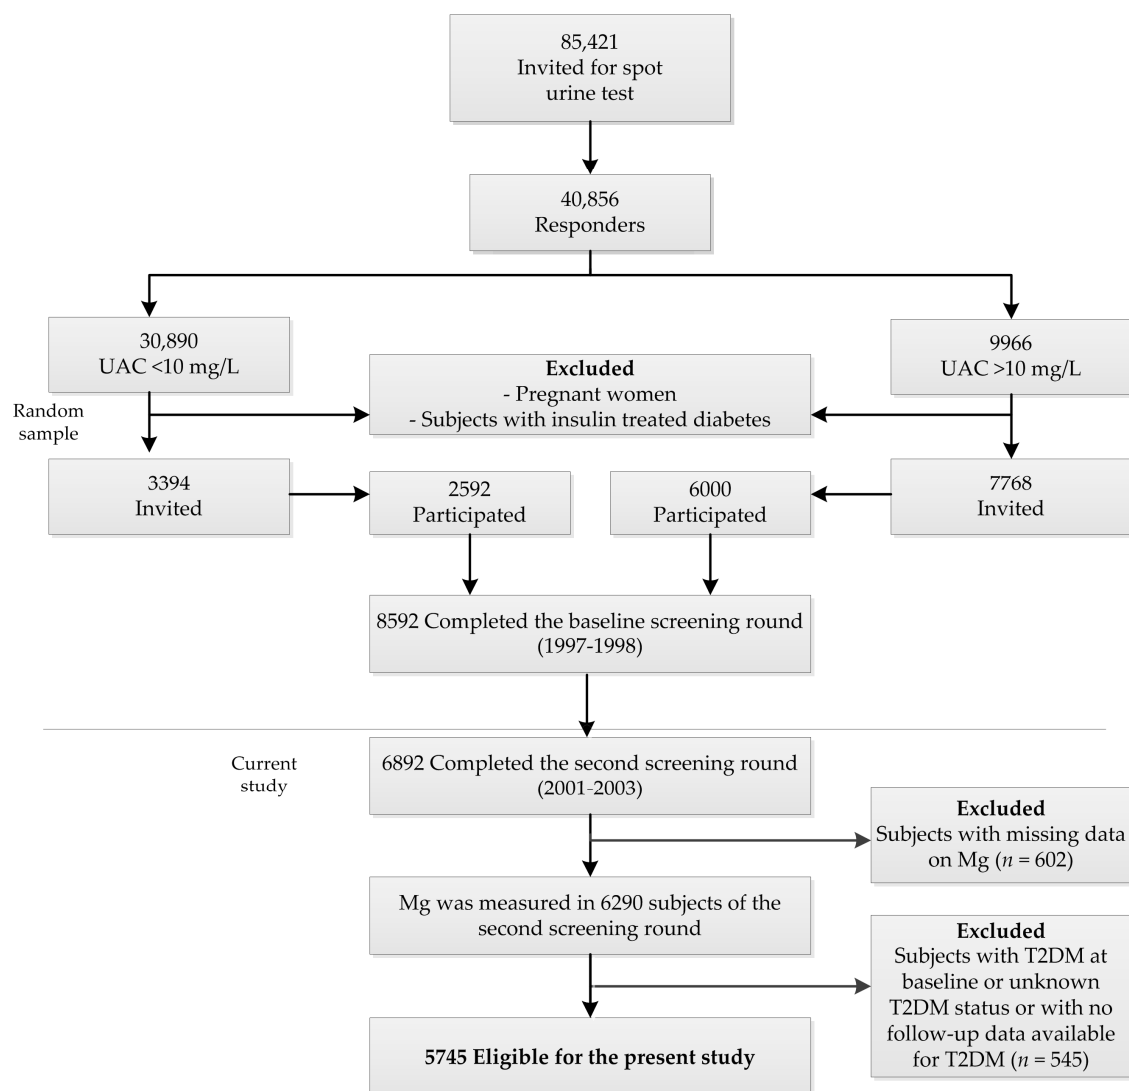 85,421
Invited for spot
urine test
40,856
Responders
30,890
UAC <10 mg/L
9966
UAC >10 mg/L
Excluded
- Pregnant women
- Subjects with insulin treated diabetes
Random
sample
3394
Invited
2592
Participated
6000
Participated
7768
Invited
8592 Completed the baseline screening round
(1997-1998)
Current
study
6892 Completed the second screening round
(2001-2003)
Excluded
Subjects with missing data
on Mg (n = 602)
Mg was measured in 6290 subjects of the
second screening round
Excluded
Subjects with T2DM at
baseline or unknown
T2DM status or with no
follow-up data available
for T2DM (n = 545)
5745 Eligible for the present study